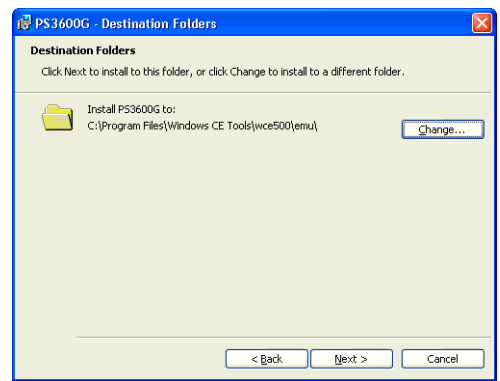 PS3600G - Destination Folders
Destination Folders
Click Next to install to this folder, or click Change to install to a different folder.
Install PS3600G to:
C:\Program Files\Windows CE Tools\wce500\emu\
Change...
< Back
Next >
Cancel